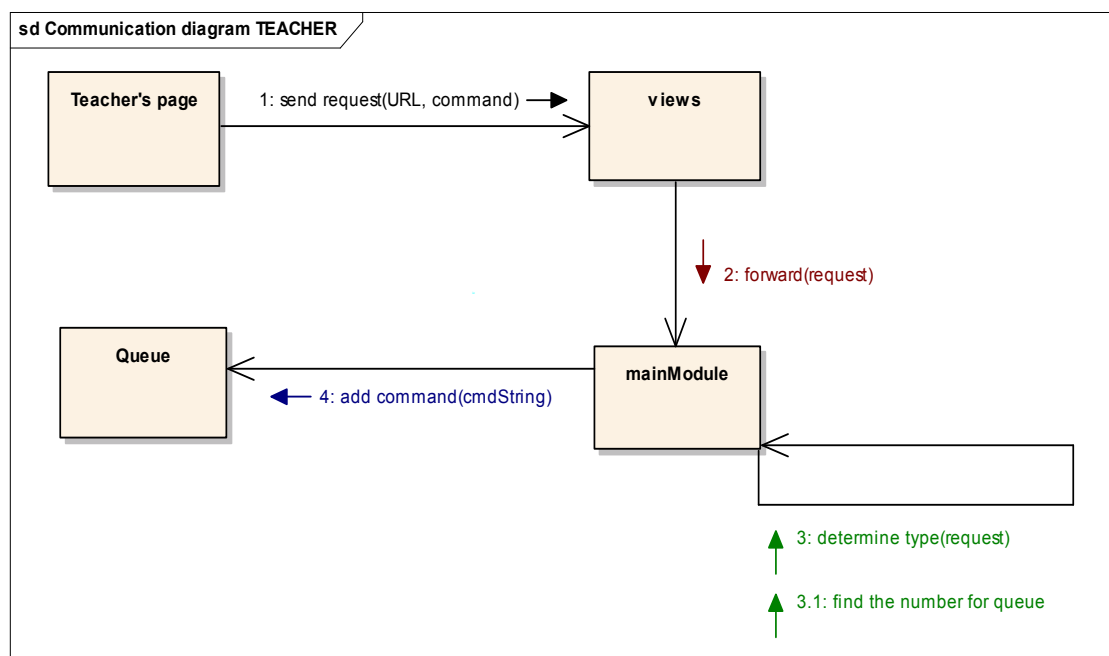 sd Communication diagram TEACHER
Teacher's page
1: send request(URL, command)
views
2: forward(request)
Queue
mainModule
4: add command(cmdString)
3: determine type(request)
3.1: find the number for queue